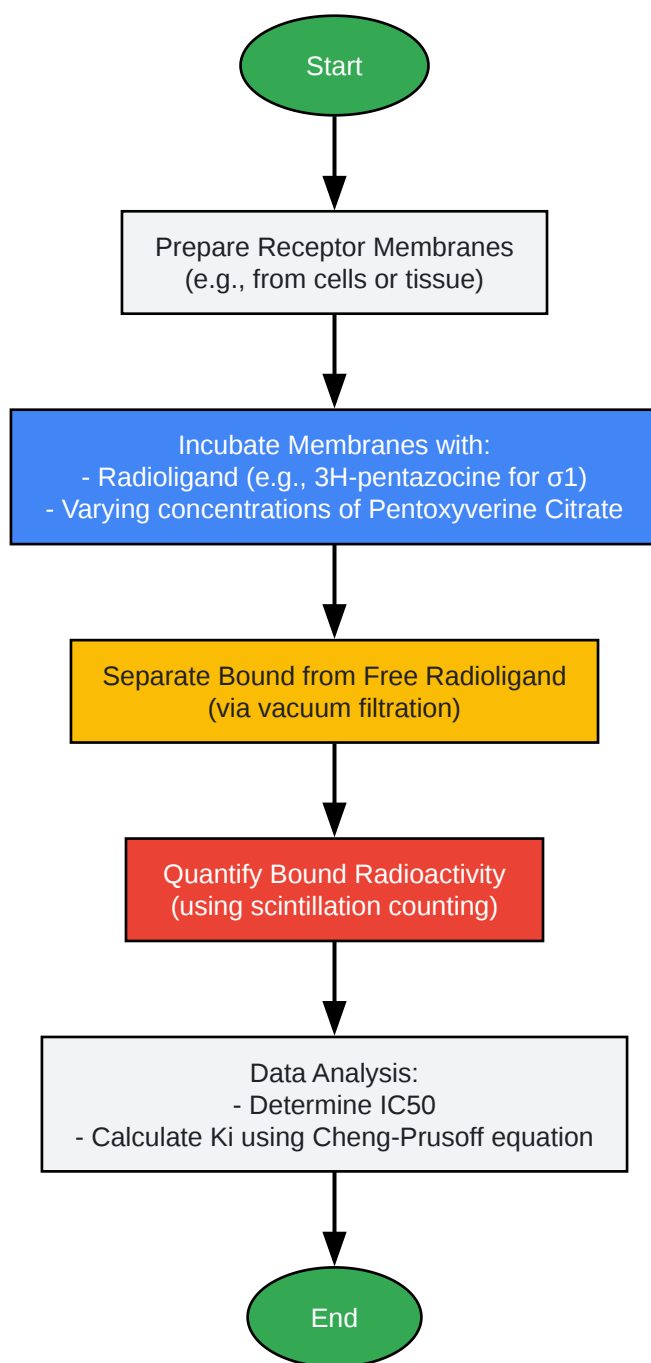 Start
Prepare Receptor Membranes
(e.g., from cells or tissue)
Incubate Membranes with:
- Radioligand (e.g., 3H-pentazocine for σ1)
- Varying concentrations of Pentoxyverine Citrate
Separate Bound from Free Radioligand
(via vacuum filtration)
Quantify Bound Radioactivity
(using scintillation counting)
Data Analysis:
- Determine IC50
- Calculate Ki using Cheng-Prusoff equation
End